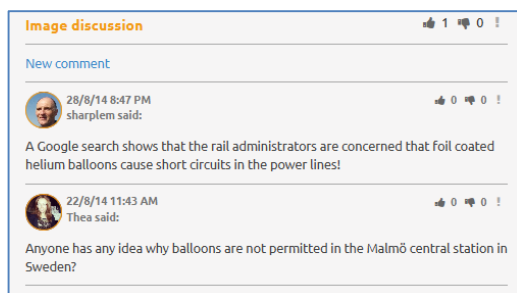 Image discussion 1 0 !
New comment
28/8/14 8:47 PM 0 0 !
sharplem said:
A Google search shows that the rail administrators are concerned that foil coated
helium balloons cause short circuits in the power lines!
22/8/14 11:43 AM 0 0 !
Thea said:
Anyone has any idea why balloons are not permitted in the Malmö central station in
Sweden?